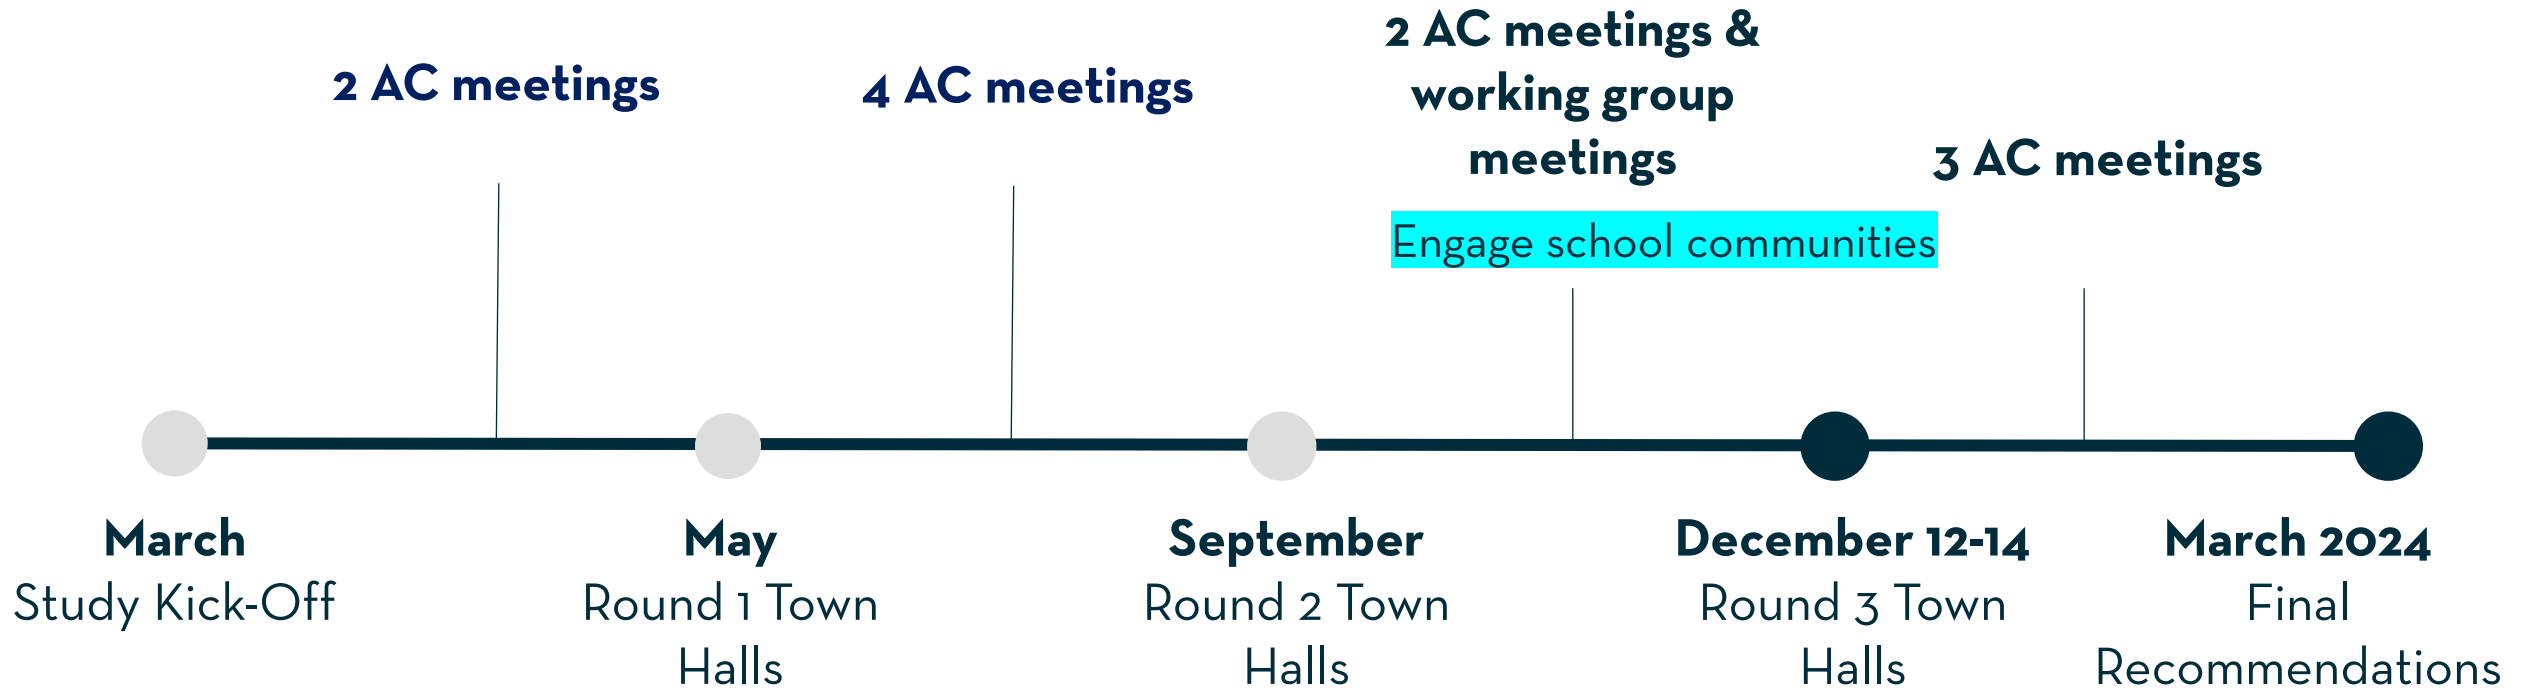 2 AC meetings
4 AC meetings
2 AC meetings &
working group
meetings
Engage school communities
3 AC meetings
March
Study Kick-Off
May
Round 1 Town
Halls
September
Round 2 Town
Halls
December 12-14
Round 3 Town
Halls
March 2024
Final
Recommendations